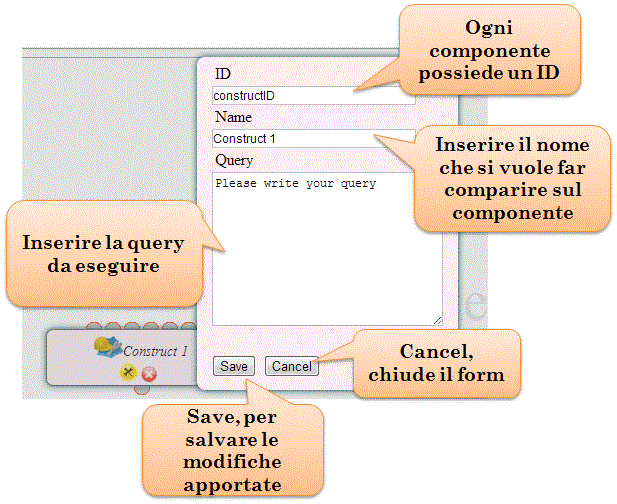 Ogni
componente
possiede un ID
ID
constructID
Name
Construct 1
Inserire il nome
che si vuole far
comparire sul
componente
Query
Please write your query
Inserire la query
da eseguire
e
Construct 1
Save
Cancel
Cancel,
chiude il form
Save, per
salvare le
modifiche
apportate